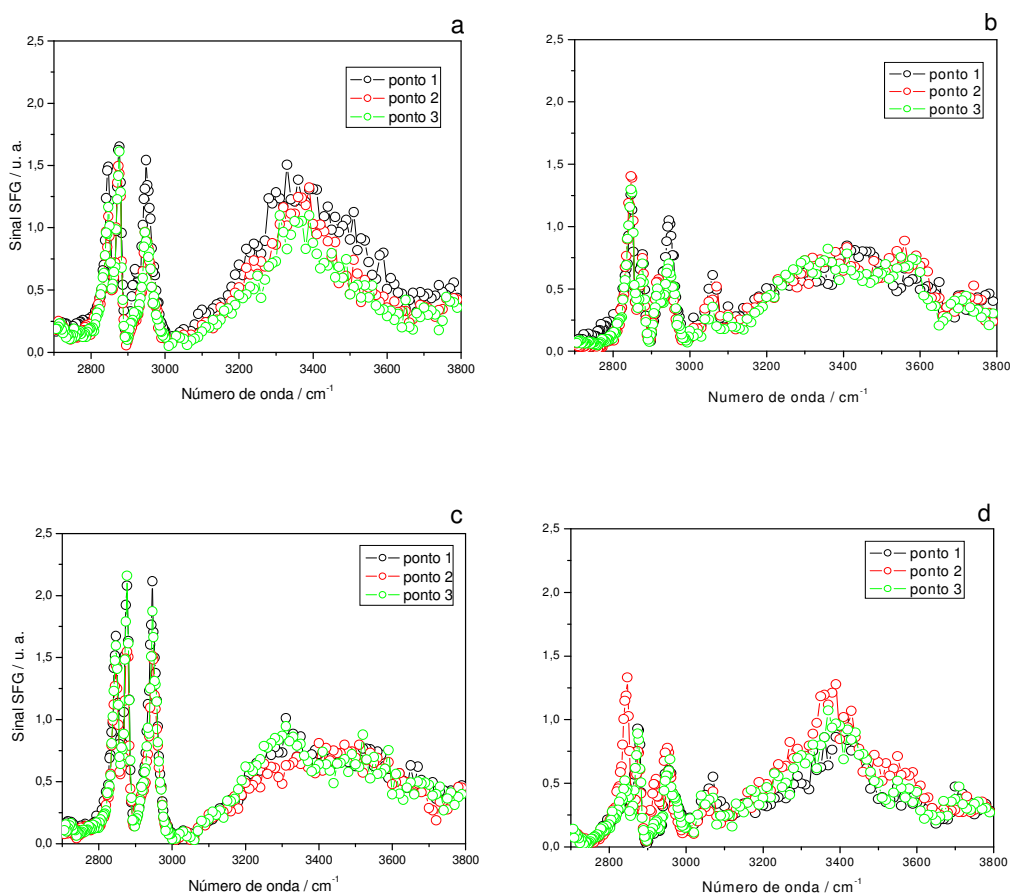 a
2,5
2,0
1,5
1,0
0,5
0,0
Sinal SFG / u. a.
ponto 1
ponto 2
ponto 3
2800 3000 3200 3400 3600 3800
Número de onda / cm-1
b
2,5
2,0
1,5
1,0
0,5
0,0
ponto 1
ponto 2
ponto 3
2800 3000 3200 3400 3600 3800
Numero de onda / cm-1
c
2,5
2,0
1,5
1,0
0,5
0,0
Sinal SFG / u. a.
ponto 1
ponto 2
ponto 3
2800 3000 3200 3400 3600 3800
Número de onda / cm-1
d
2,5
2,0
1,5
1,0
0,5
0,0
ponto 1
ponto 2
ponto 3
2800 3000 3200 3400 3600 3800
Número de onda / cm-1